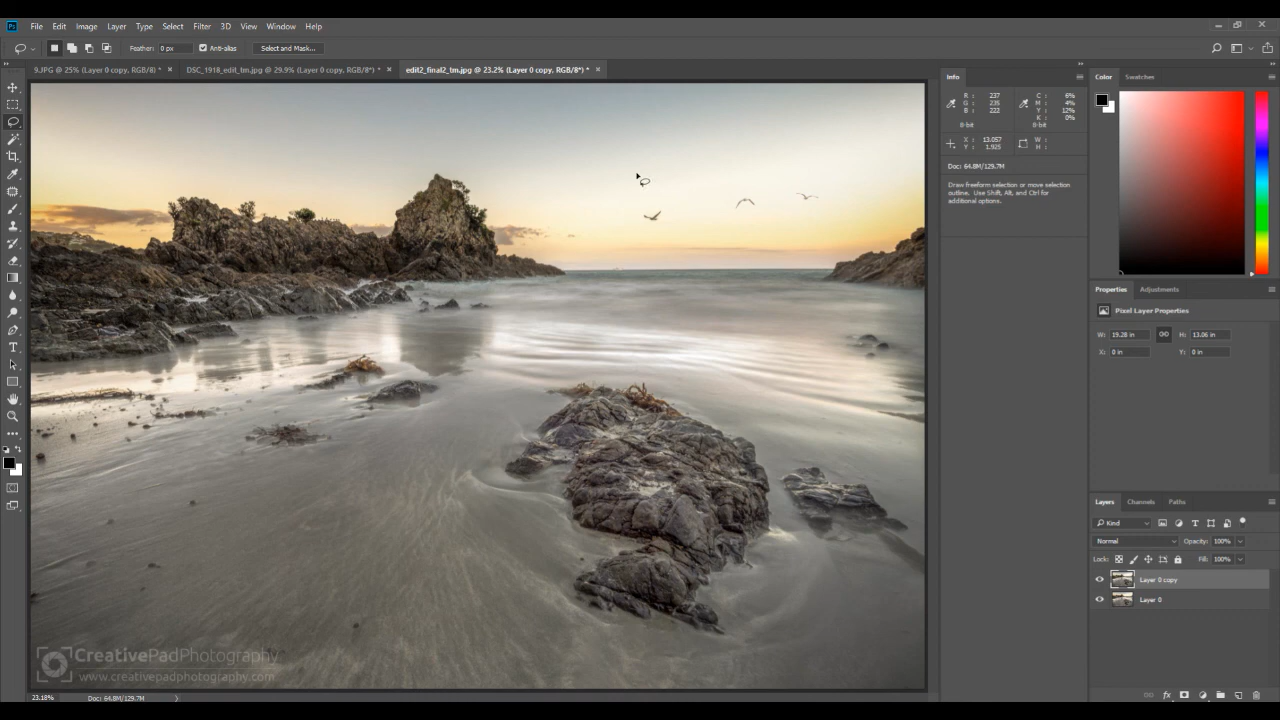 Ps File Edit Image Layer Type Select Filter 3D View Window Help
Feather: 0 px Anti-alias Select and Mask...
9.JPG @ 25% (Layer 0 copy, RGB/8) * × DSC_1918_edit_tm.jpg @ 29.9% (Layer 0 copy, RGB/8*) * × edit2_final2_tm.jpg @ 23.2% (Layer 0 copy, RGB/8*) * ×
Info
R: 237 C: 6%
G: 235 M: 4%
B: 222 Y: 12%
K: 0%
8-bit 8-bit
X: 13.057 W:
Y: 1.925 H:
Doc: 64.8M/129.7M
Draw freeform selection or move selection
outline. Use Shift, Alt, and Ctrl for
additional options.
Color Swatches
Properties Adjustments
Pixel Layer Properties
W: 19.28 in H: 13.06 in
X: 0 in Y: 0 in
Layers Channels Paths
Kind
Normal Opacity: 100%
Lock: Fill: 100%
Layer 0 copy
Layer 0
fx
CreativePadPhotography
www.creativepadphotography.com
23.18% Doc: 64.8M/129.7M